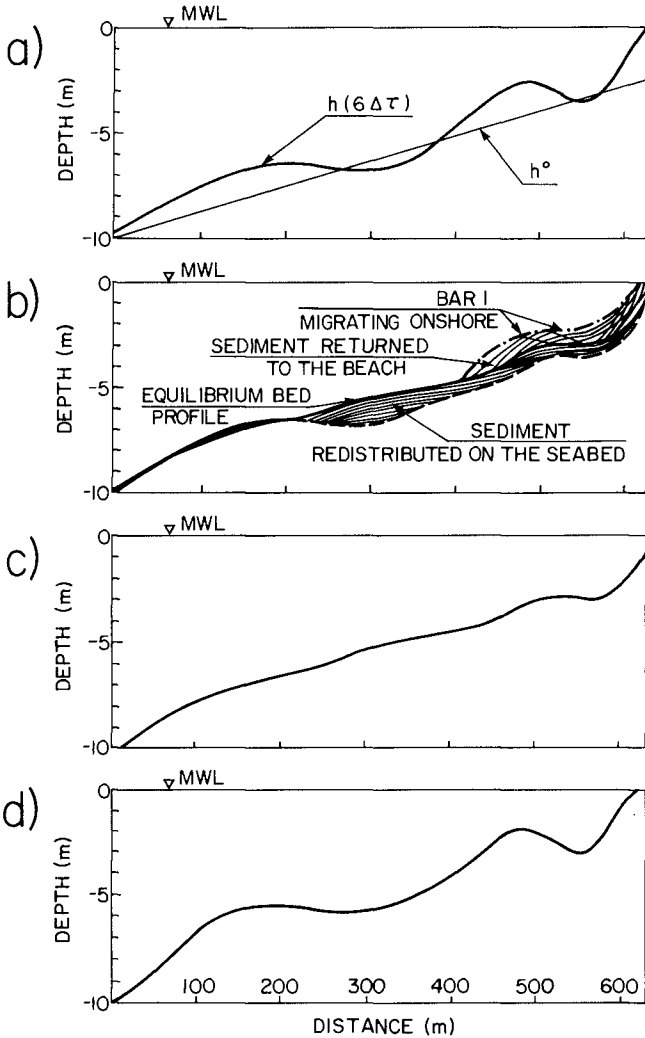 a)
MWL
0
-5
-10
DEPTH (m)
h(6Δτ)
h°
b)
MWL
0
-5
-10
DEPTH (m)
BAR I
MIGRATING ONSHORE
SEDIMENT RETURNED
TO THE BEACH
EQUILIBRIUM BED
PROFILE
SEDIMENT
REDISTRIBUTED ON THE SEABED
c)
MWL
0
-5
-10
DEPTH (m)
d)
MWL
0
-5
-10
DEPTH (m)
100 200 300 400 500 600
DISTANCE (m)